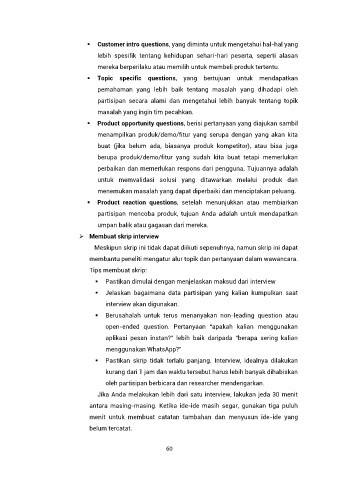 ▪ Customer intro questions, yang diminta untuk mengetahui hal-hal yang
lebih spesifik tentang kehidupan sehari-hari peserta, seperti alasan
mereka berperilaku atau memilih untuk membeli produk tertentu.
▪ Topic specific questions, yang bertujuan untuk mendapatkan
pemahaman yang lebih baik tentang masalah yang dihadapi oleh
partisipan secara alami dan mengetahui lebih banyak tentang topik
masalah yang ingin tim pecahkan.
▪ Product opportunity questions, berisi pertanyaan yang diajukan sambil
menampilkan produk/demo/fitur yang serupa dengan yang akan kita
buat (jika belum ada, biasanya produk kompetitor), atau bisa juga
berupa produk/demo/fitur yang sudah kita buat tetapi memerlukan
perbaikan dan memerlukan respons dari pengguna. Tujuannya adalah
untuk memvalidasi solusi yang ditawarkan melalui produk dan
menemukan masalah yang dapat diperbaiki dan menciptakan peluang.
▪ Product reaction questions, setelah menunjukkan atau membiarkan
partisipan mencoba produk, tujuan Anda adalah untuk mendapatkan
umpan balik atau gagasan dari mereka.
➢ Membuat skrip interview
Meskipun skrip ini tidak dapat diikuti sepenuhnya, namun skrip ini dapat
membantu peneliti mengatur alur topik dan pertanyaan dalam wawancara.
Tips membuat skrip:
▪ Pastikan dimulai dengan menjelaskan maksud dari interview
▪ Jelaskan bagaimana data partisipan yang kalian kumpulkan saat
interview akan digunakan.
▪ Berusahalah untuk terus menanyakan non-leading question atau
open-ended question. Pertanyaan “apakah kalian menggunakan
aplikasi pesan instan?” lebih baik daripada “berapa sering kalian
menggunakan WhatsApp?”
▪ Pastikan skrip tidak terlalu panjang. Interview, idealnya dilakukan
kurang dari 1 jam dan waktu tersebut harus lebih banyak dihabiskan
oleh partisipan berbicara dan researcher mendengarkan.
Jika Anda melakukan lebih dari satu interview, lakukan jeda 30 menit
antara masing-masing. Ketika ide-ide masih segar, gunakan tiga puluh
menit untuk membuat catatan tambahan dan menyusun ide-ide yang
belum tercatat.
60